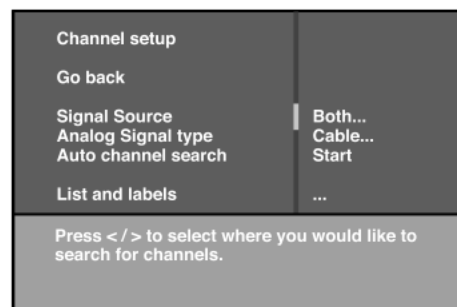 Channel setup
Go back
Signal Source Both...
Analog Signal type Cable...
Auto channel search Start
List and labels ...
Press < / > to select where you would like to
search for channels.